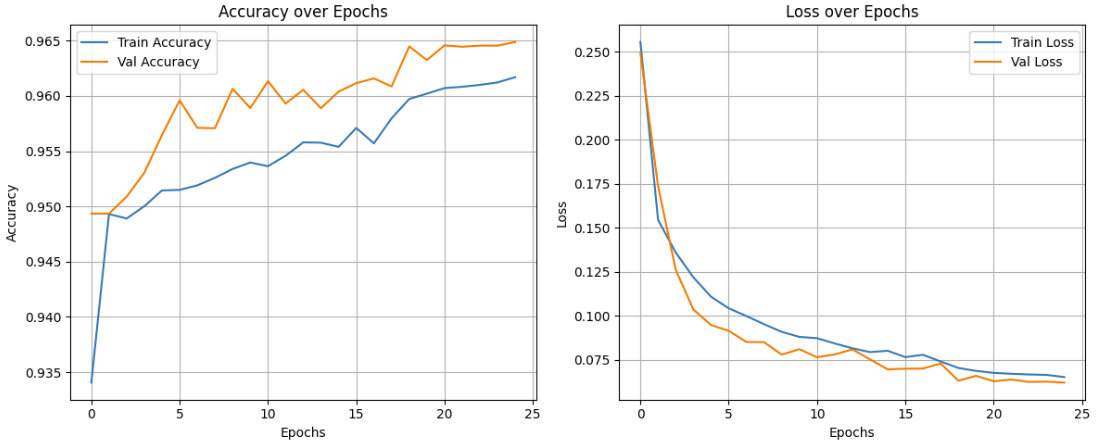 Accuracy over Epochs
Train Accuracy
Val Accuracy
0.965
0.960
0.955
0.950
0.945
0.940
0.935
Accuracy
0
5
10
15
20
25
Epochs
Loss over Epochs
Train Loss
Val Loss
0.250
0.225
0.200
0.175
0.150
0.125
0.100
0.075
Loss
0
5
10
15
20
25
Epochs